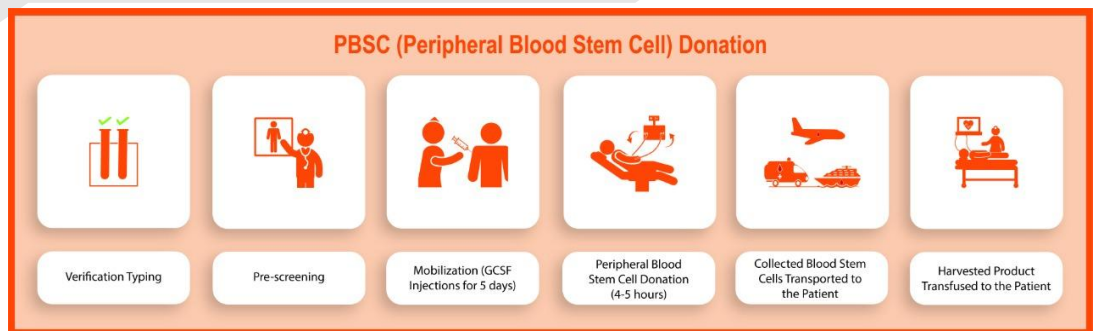 PBSC (Peripheral Blood Stem Cell) Donation
Verification Typing
Pre-screening
Mobilization (GCSF
Injections for 5 days)
Peripheral Blood
Stem Cell Donation
(4-5 hours)
Collected Blood Stem
Cells Transported to
the Patient
Harvested Product
Transfused to the Patient